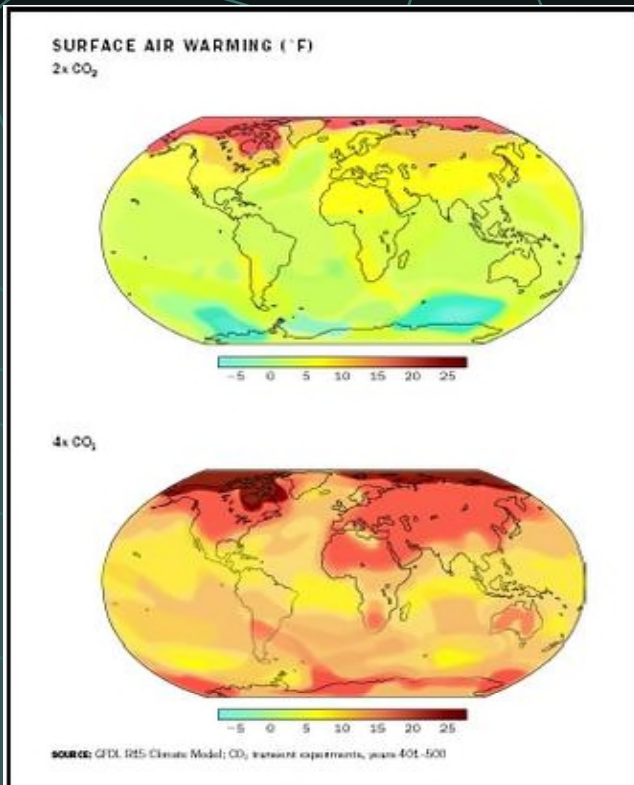 SURFACE AIR WARMING (°F)
2x CO₂
−5 0 5 10 15 20 25
4x CO₂
−5 0 5 10 15 20 25
SOURCE: GFDL R15 Climate Model; CO₂ transient experiments, years 401–500